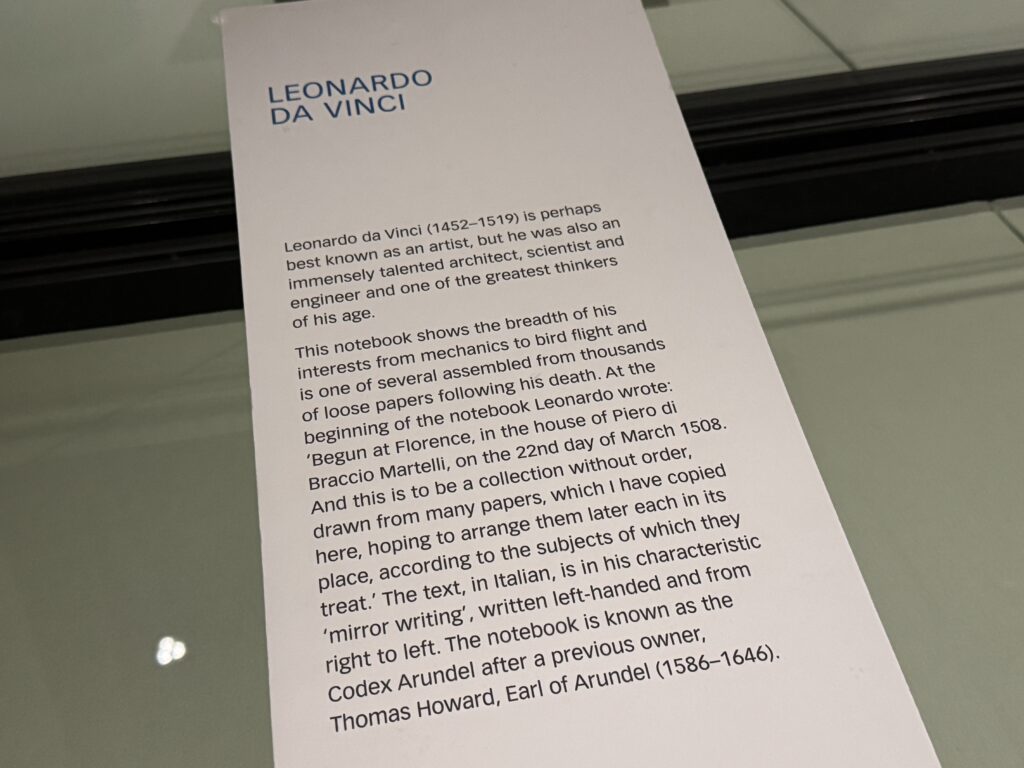 LEONARDO
DA VINCI
Leonardo da Vinci (1452–1519) is perhaps
best known as an artist, but he was also an
immensely talented architect, scientist and
engineer and one of the greatest thinkers
of his age.
This notebook shows the breadth of his
interests from mechanics to bird flight and
is one of several assembled from thousands
of loose papers following his death. At the
beginning of the notebook Leonardo wrote:
‘Begun at Florence, in the house of Piero di
Braccio Martelli, on the 22nd day of March 1508.
And this is to be a collection without order,
drawn from many papers, which I have copied
here, hoping to arrange them later each in its
place, according to the subjects of which they
treat.’ The text, in Italian, is in his characteristic
‘mirror writing’, written left-handed and from
right to left. The notebook is known as the
Codex Arundel after a previous owner,
Thomas Howard, Earl of Arundel (1586–1646).